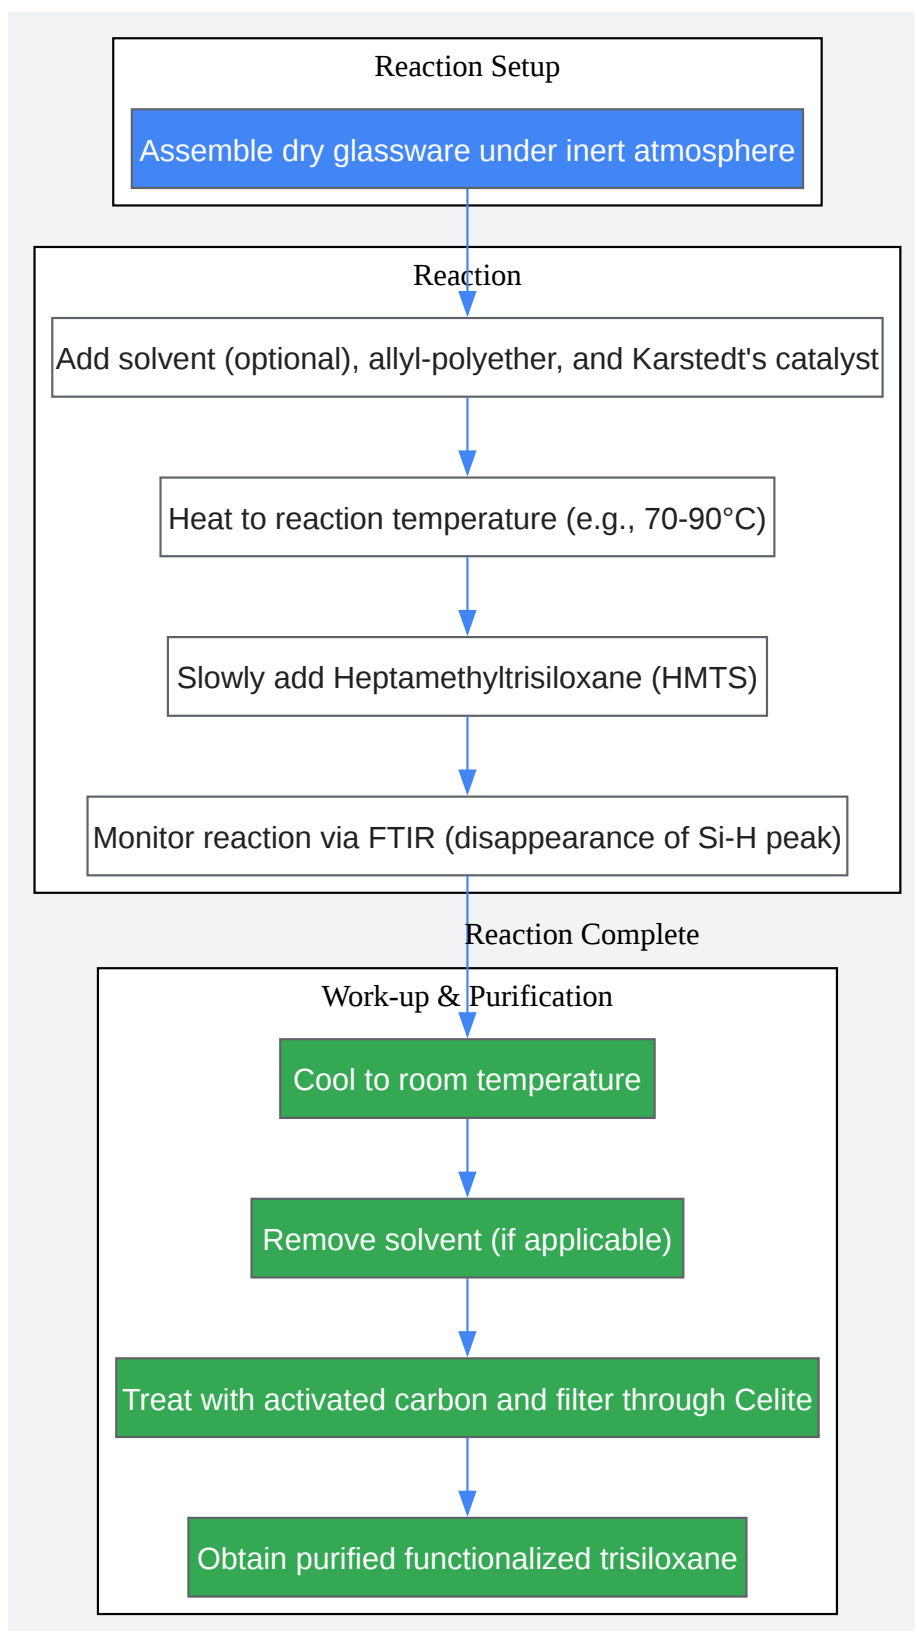 Reaction Setup
Assemble dry glassware under inert atmosphere
Reaction
Add solvent (optional), allyl-polyether, and Karstedt's catalyst
Heat to reaction temperature (e.g., 70-90°C)
Slowly add Heptamethyltrisiloxane (HMTS)
Monitor reaction via FTIR (disappearance of Si-H peak)
Reaction Complete
Work-up & Purification
Cool to room temperature
Remove solvent (if applicable)
Treat with activated carbon and filter through Celite
Obtain purified functionalized trisiloxane